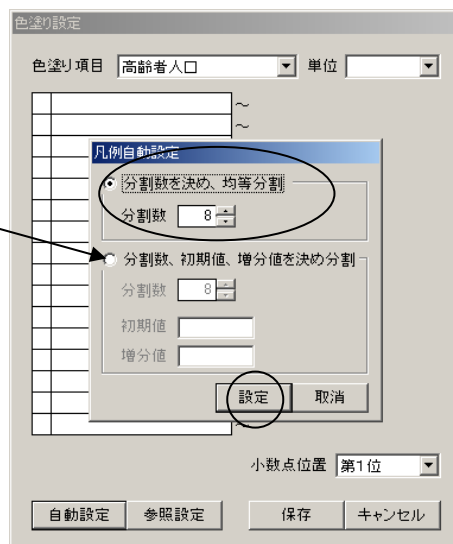 色塗り設定
色塗り項目 高齢者人口 単位
～
～
凡例自動設定
分割数を決め、均等分割
分割数 8
分割数、初期値、増分値を決め分割
分割数 8
初期値
増分値
設定 取消
～
小数点位置 第1位
自動設定 参照設定 保存 キャンセル